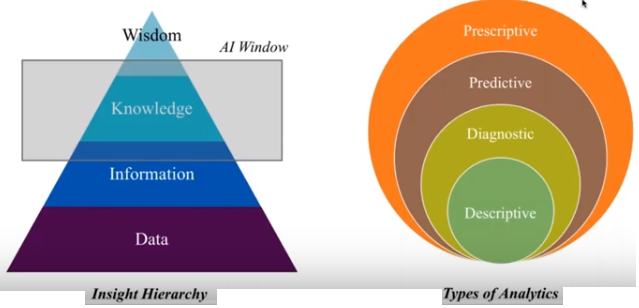 Wisdom
AI Window
Knowledge
Information
Data
Insight Hierarchy
Prescriptive
Predictive
Diagnostic
Descriptive
Types of Analytics